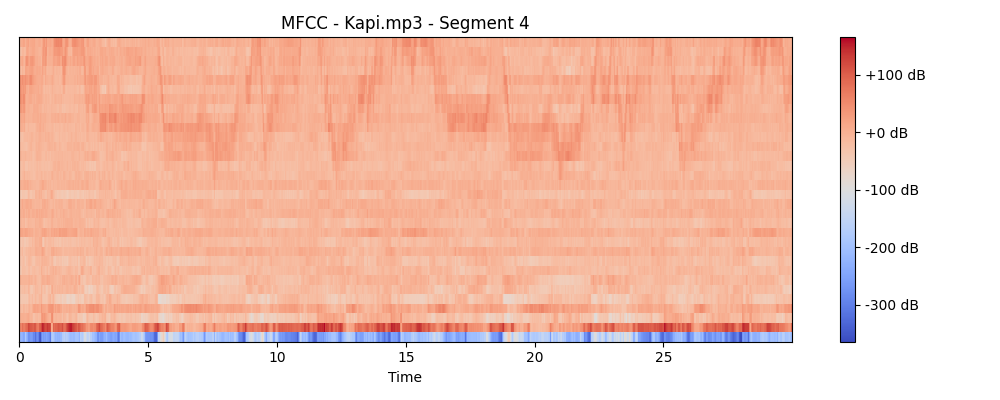 MFCC - Kapi.mp3 - Segment 4
+100 dB
+0 dB
-100 dB
-200 dB
-300 dB
0 5 10 15 20 25
Time